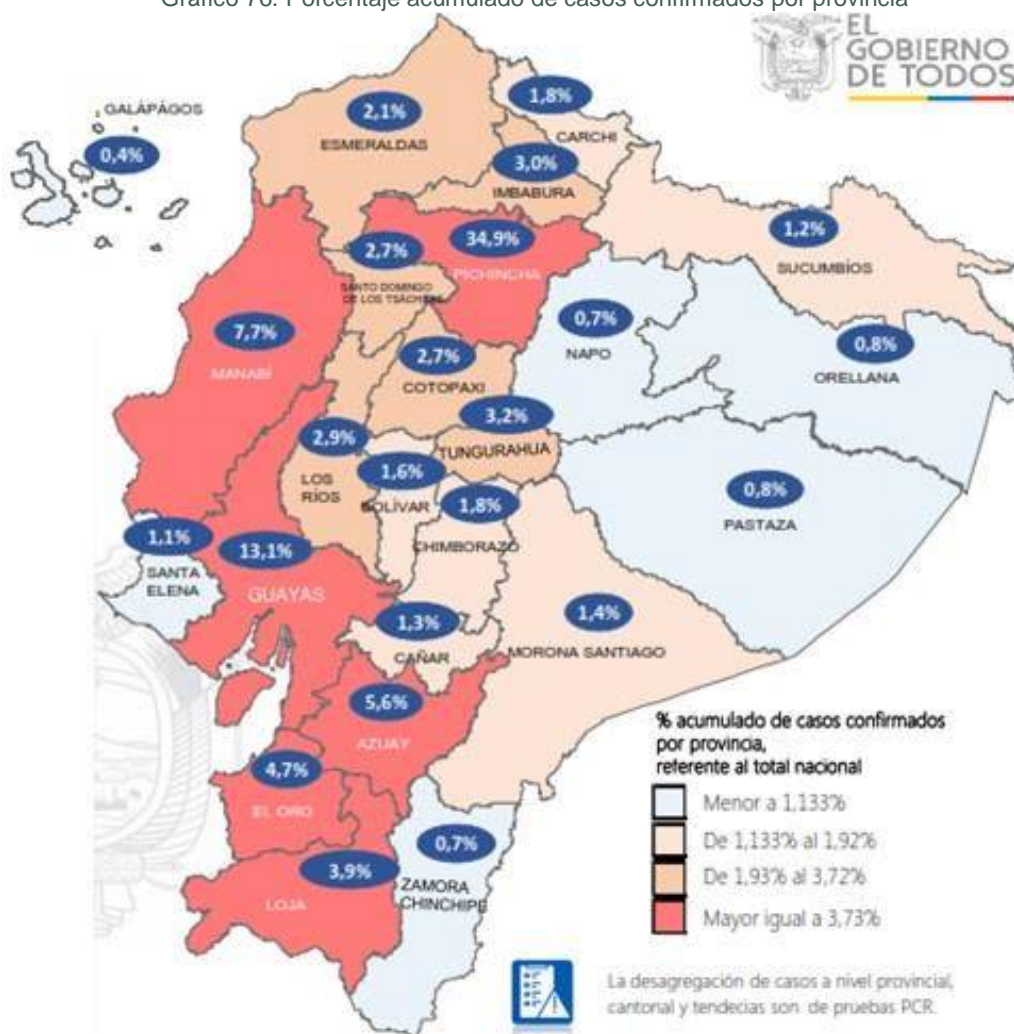 Gráfico 76. Porcentaje acumulado de casos confirmados por provincia
EL
GOBIERNO
DE TODOS
GALÁPÁGOS
0,4%
2,1%
ESMERALDAS
1,8%
CARCHI
3,0%
IMBABURA
1,2%
SUCUMBÍOS
2,7%
SANTO DOMINGO
DE LOS TSÁCHILAS
34,9%
PICHINCHA
7,7%
MANABÍ
0,7%
NAPO
0,8%
ORELLANA
2,7%
COTOPAXI
3,2%
TUNGURAHUA
2,9%
LOS
RÍOS
1,6%
BOLÍVAR
1,8%
CHIMBORAZO
0,8%
PASTAZA
1,1%
SANTA
ELENA
13,1%
GUAYAS
1,3%
CAÑAR
1,4%
MORONA SANTIAGO
5,6%
AZUAY
4,7%
EL ORO
3,9%
LOJA
0,7%
ZAMORA
CHINCHIPE
% acumulado de casos confirmados
por provincia,
referente al total nacional
Menor a 1,133%
De 1,133% al 1,92%
De 1,93% al 3,72%
Mayor igual a 3,73%
La desagregación de casos a nivel provincial,
cantonal y tendecias son de pruebas PCR.